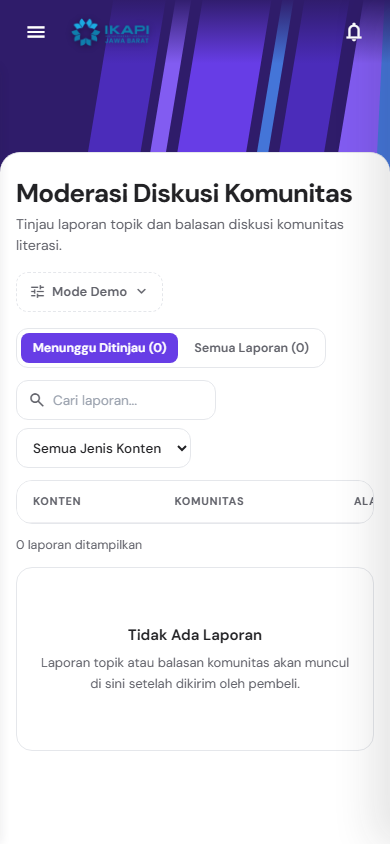 IKAPI
JAWA BARAT
Moderasi Diskusi Komunitas
Tinjau laporan topik dan balasan diskusi komunitas
literasi.
Mode Demo
Menunggu Ditinjau (0)
Semua Laporan (0)
Cari laporan...
Semua Jenis Konten
KONTEN
KOMUNITAS
0 laporan ditampilkan
Tidak Ada Laporan
Laporan topik atau balasan komunitas akan muncul
di sini setelah dikirim oleh pembeli.